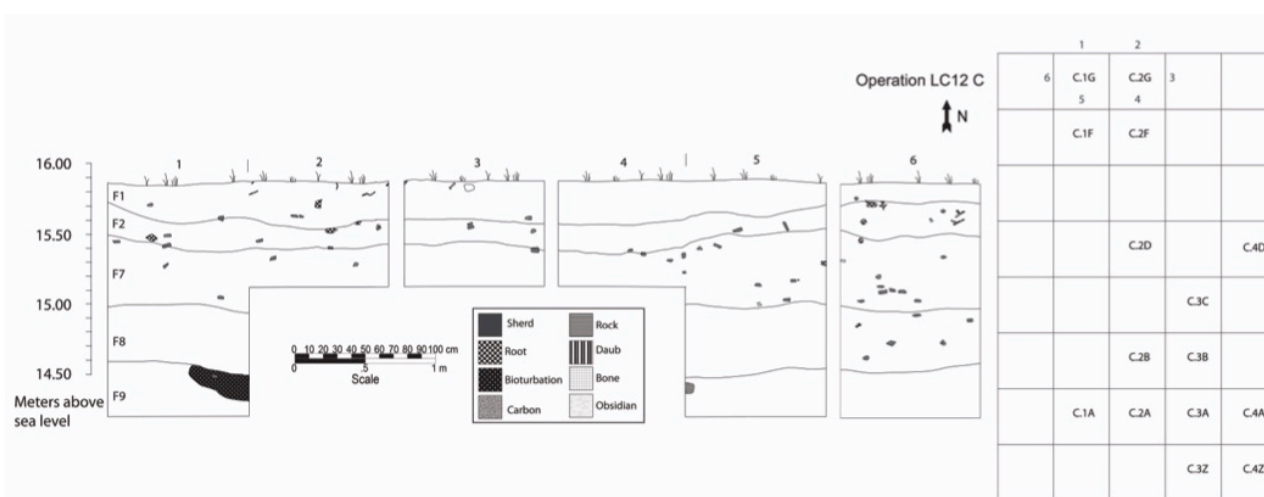 Operation LC12 C
N
16.00
15.50
15.00
14.50
Meters above
sea level
1
2
3
4
5
6
F1
F2
F7
F8
F9
0 10 20 30 40 50 60 70 80 90 100 cm
0 .5 1 m
Scale
Sherd
Root
Bioturbation
Carbon
Rock
Daub
Bone
Obsidian
1 2
6 C.1G C.2G 3
5 4
C.1F C.2F
C.2D C.4D
C.3C
C.2B C.3B
C.1A C.2A C.3A C.4A
C.3Z C.4Z